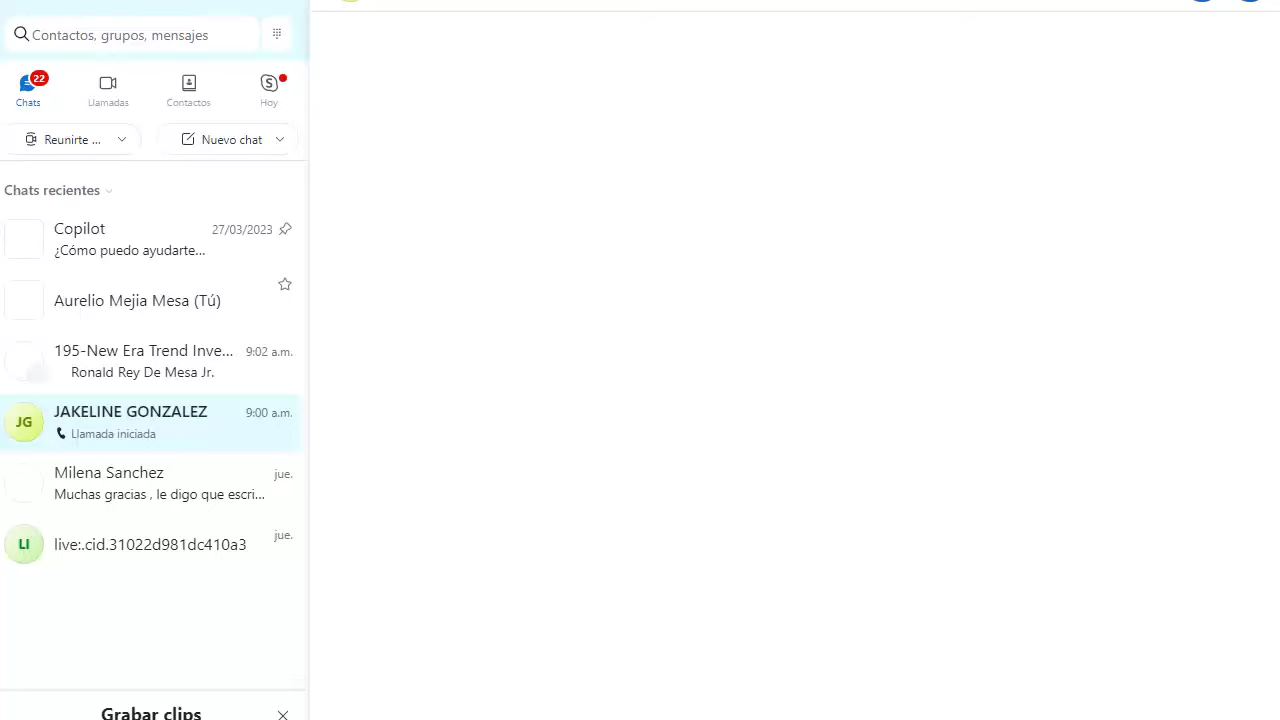 Contactos, grupos, mensajes
22
Chats
Llamadas
Contactos
Hoy
Reunirte ...
Nuevo chat
Chats recientes
Copilot
27/03/2023
¿Cómo puedo ayudarte...
Aurelio Mejia Mesa (Tú)
195-New Era Trend Inve...
9:02 a.m.
Ronald Rey De Mesa Jr.
JG
JAKELINE GONZALEZ
9:00 a.m.
Llamada iniciada
Milena Sanchez
jue.
Muchas gracias , le digo que escri...
LI
live:.cid.31022d981dc410a3
jue.
Grabar clips